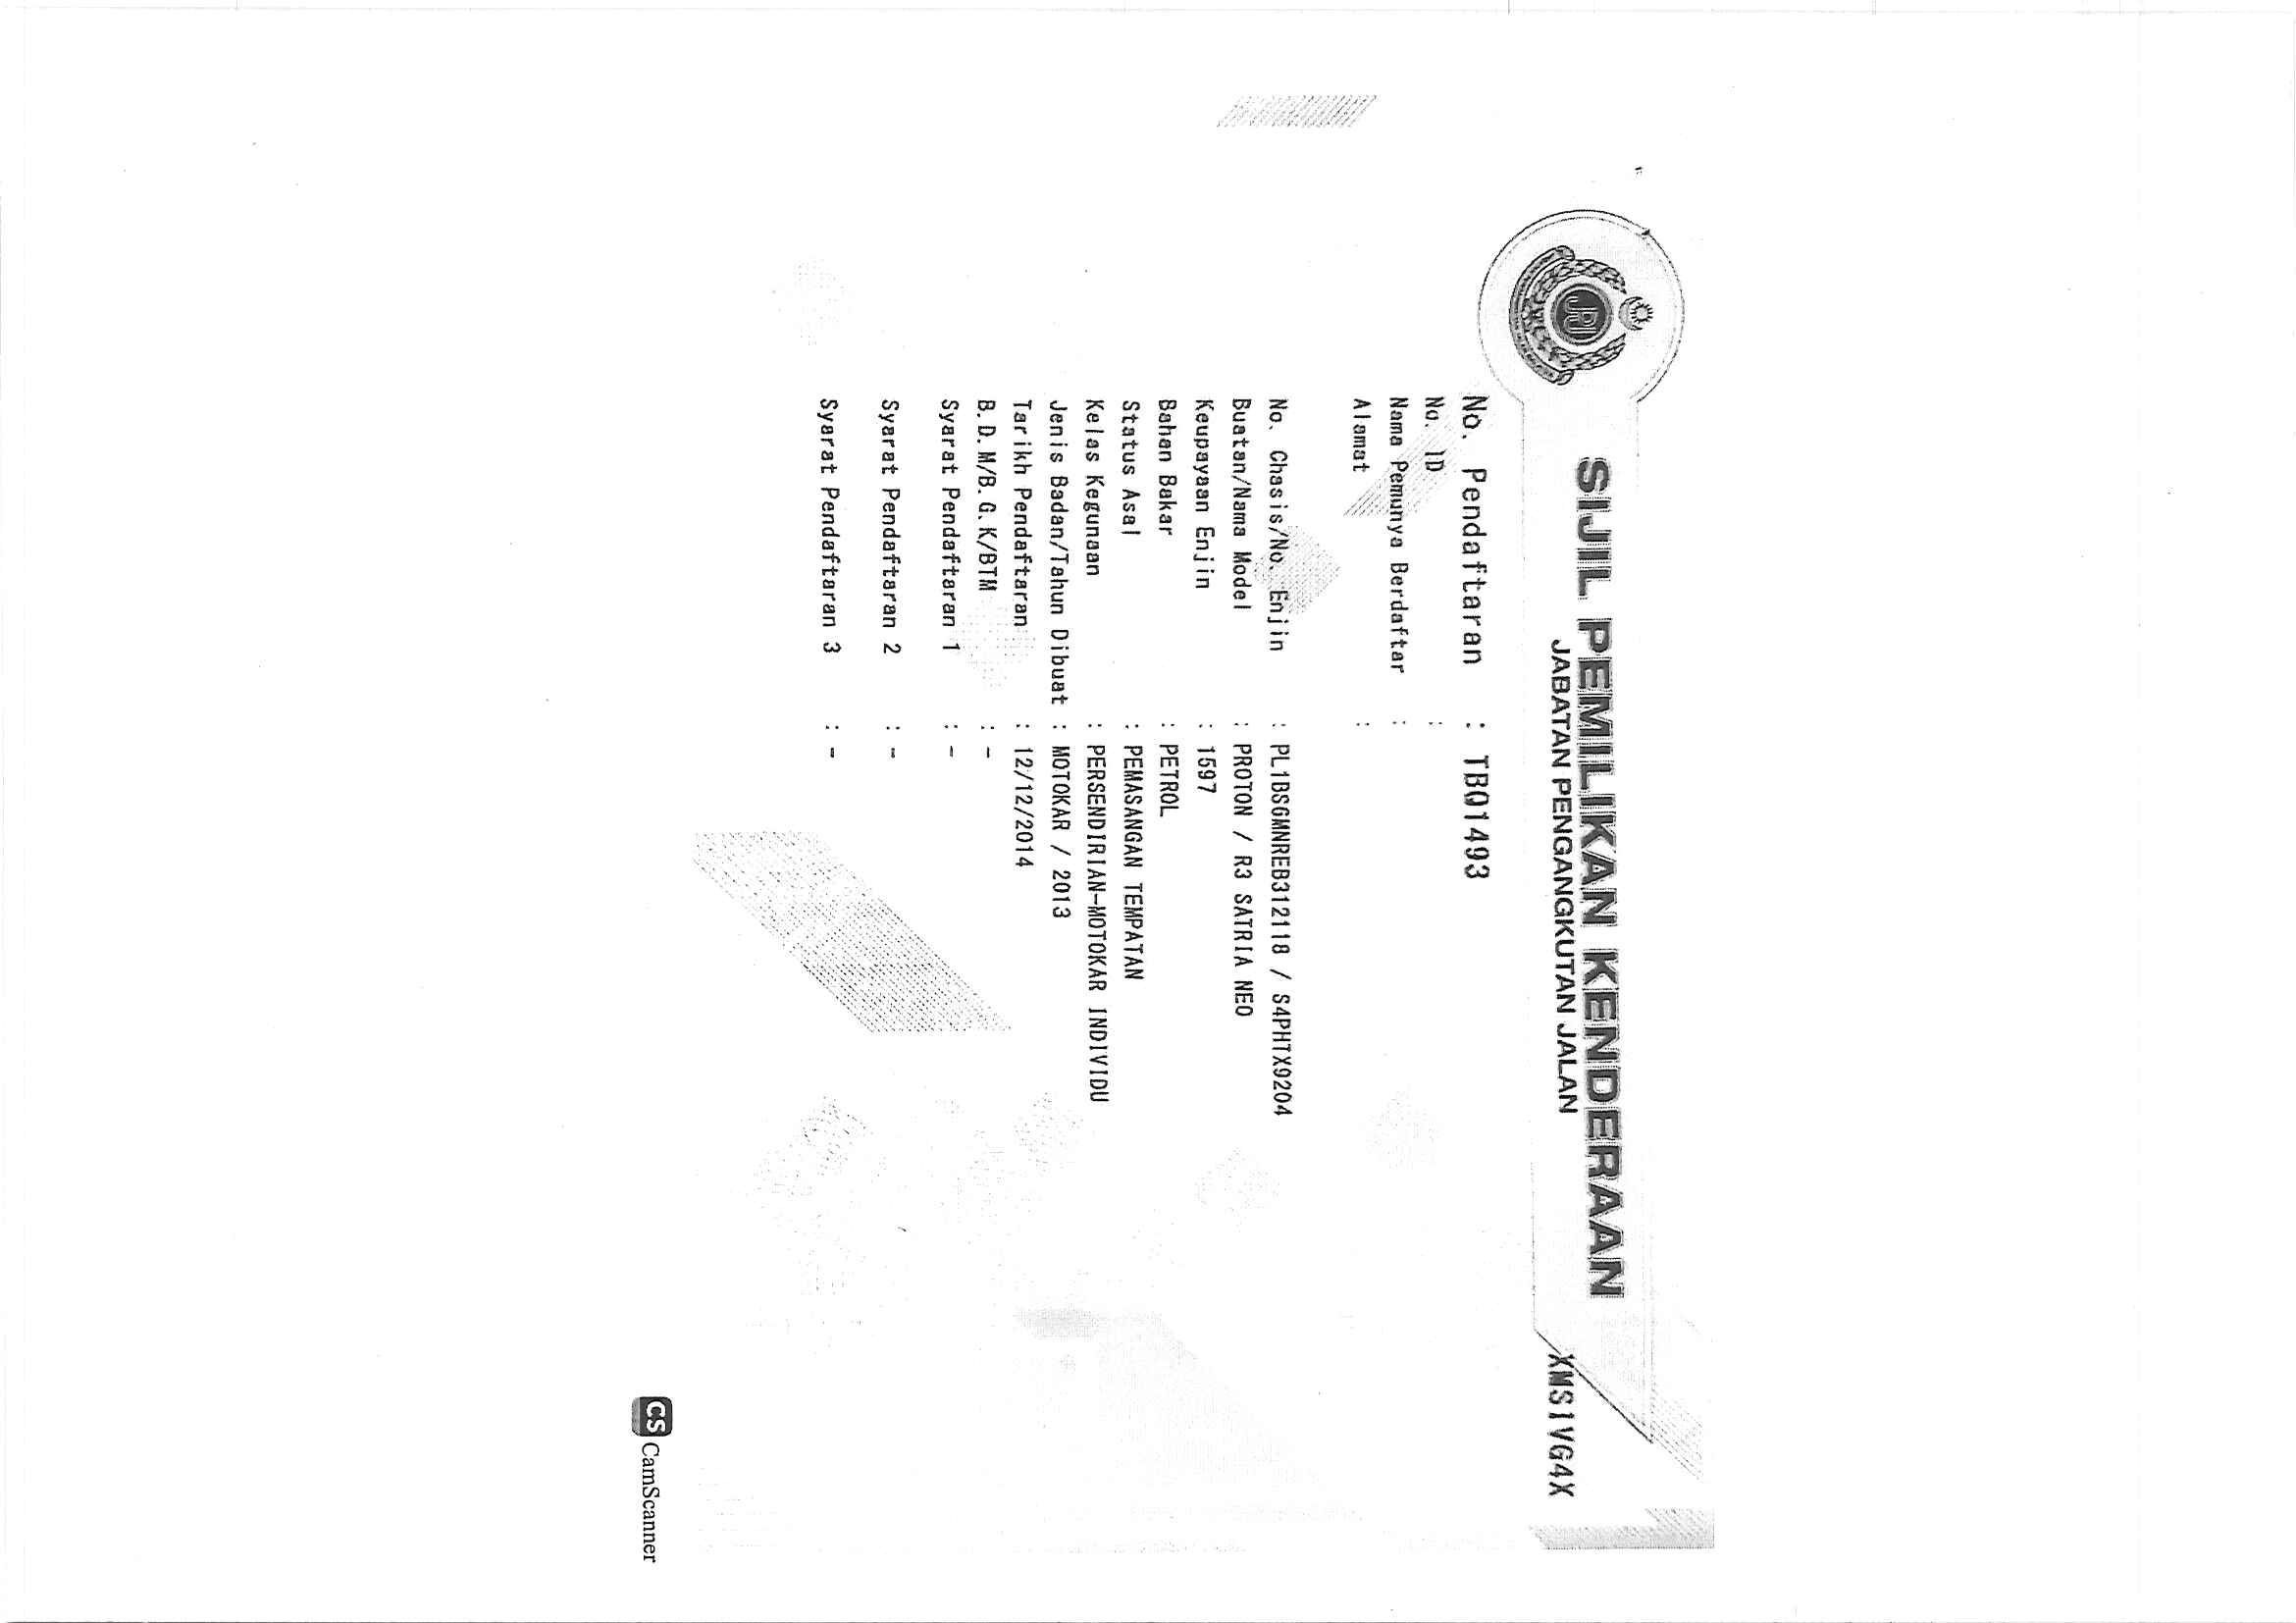 SIJIL PEMILIKAN KENDERAAN
JABATAN PENGANGKUTAN JALAN
XMS1VG4X
No. Pendaftaran : TBQ1493
No. ID :
Nama Pemunya Berdaftar :
Alamat :
No. Chasis/No. Enjin : PL1BSGMNREB312118 / S4PHTX9204
Buatan/Nama Model : PROTON / R3 SATRIA NEO
Keupayaan Enjin : 1597
Bahan Bakar : PETROL
Status Asal : PEMASANGAN TEMPATAN
Kelas Kegunaan : PERSENDIRIAN-MOTOKAR INDIVIDU
Jenis Badan/Tahun Dibuat : MOTOKAR / 2013
Tarikh Pendaftaran : 12/12/2014
B.D.M/B.G.K/BTM : -
Syarat Pendaftaran 1 : -
Syarat Pendaftaran 2 : -
Syarat Pendaftaran 3 : -
CS CamScanner